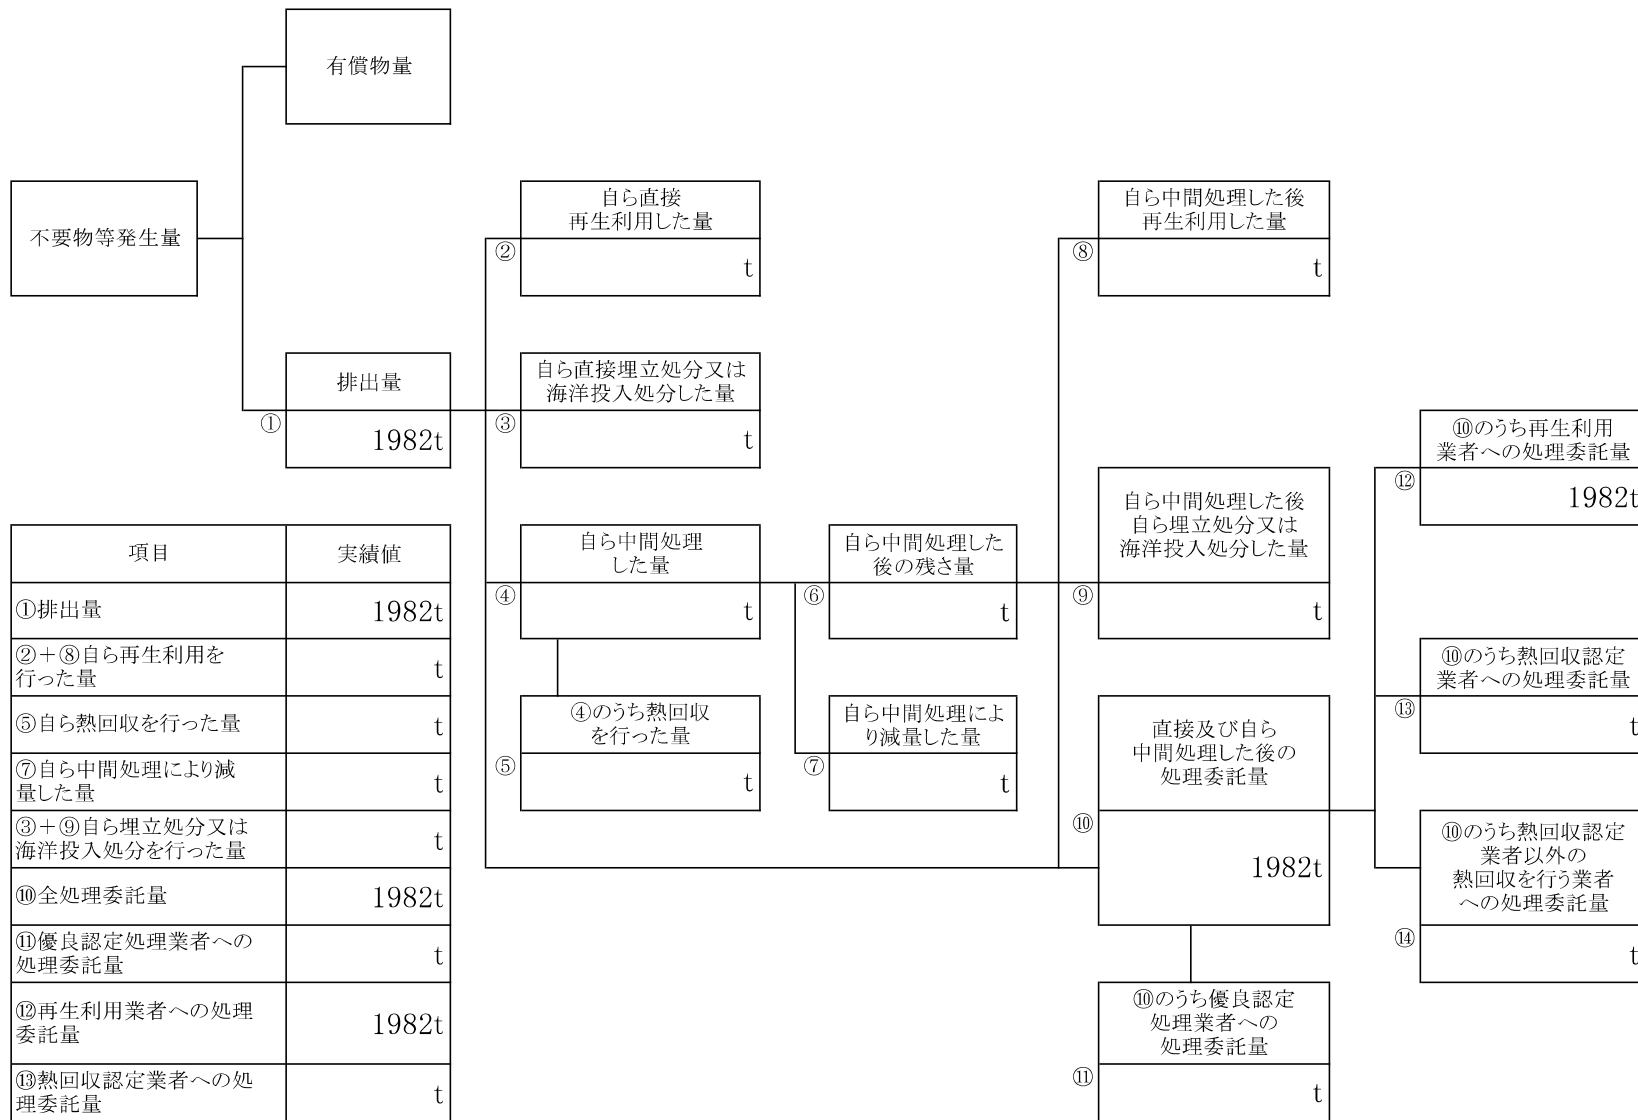 有償物量
不要物等発生量
自ら直接
再生利用した量
②
t
自ら中間処理した後
再生利用した量
⑧
t
排出量
①
1982t
自ら直接埋立処分又は
海洋投入処分した量
③
t
⑩のうち再生利用
業者への処理委託量
⑫
1982t
自ら中間処理
した量
④
t
自ら中間処理した
後の残さ量
⑥
t
自ら中間処理した後
自ら埋立処分又は
海洋投入処分した量
⑨
t
④のうち熱回収
を行った量
⑤
t
自ら中間処理によ
り減量した量
⑦
t
直接及び自ら
中間処理した後の
処理委託量
⑩
1982t
⑩のうち熱回収認定
業者への処理委託量
⑬
t
⑩のうち熱回収認定
業者以外の
熱回収を行う業者
への処理委託量
⑭
t
⑩のうち優良認定
処理業者への
処理委託量
⑪
t
項目 実績値
①排出量 1982t
②+⑧自ら再生利用を
行った量 t
⑤自ら熱回収を行った量 t
⑦自ら中間処理により減
量した量 t
③+⑨自ら埋立処分又は
海洋投入処分を行った量 t
⑩全処理委託量 1982t
⑪優良認定処理業者への
処理委託量 t
⑫再生利用業者への処理
委託量 1982t
⑬熱回収認定業者への処
理委託量 t